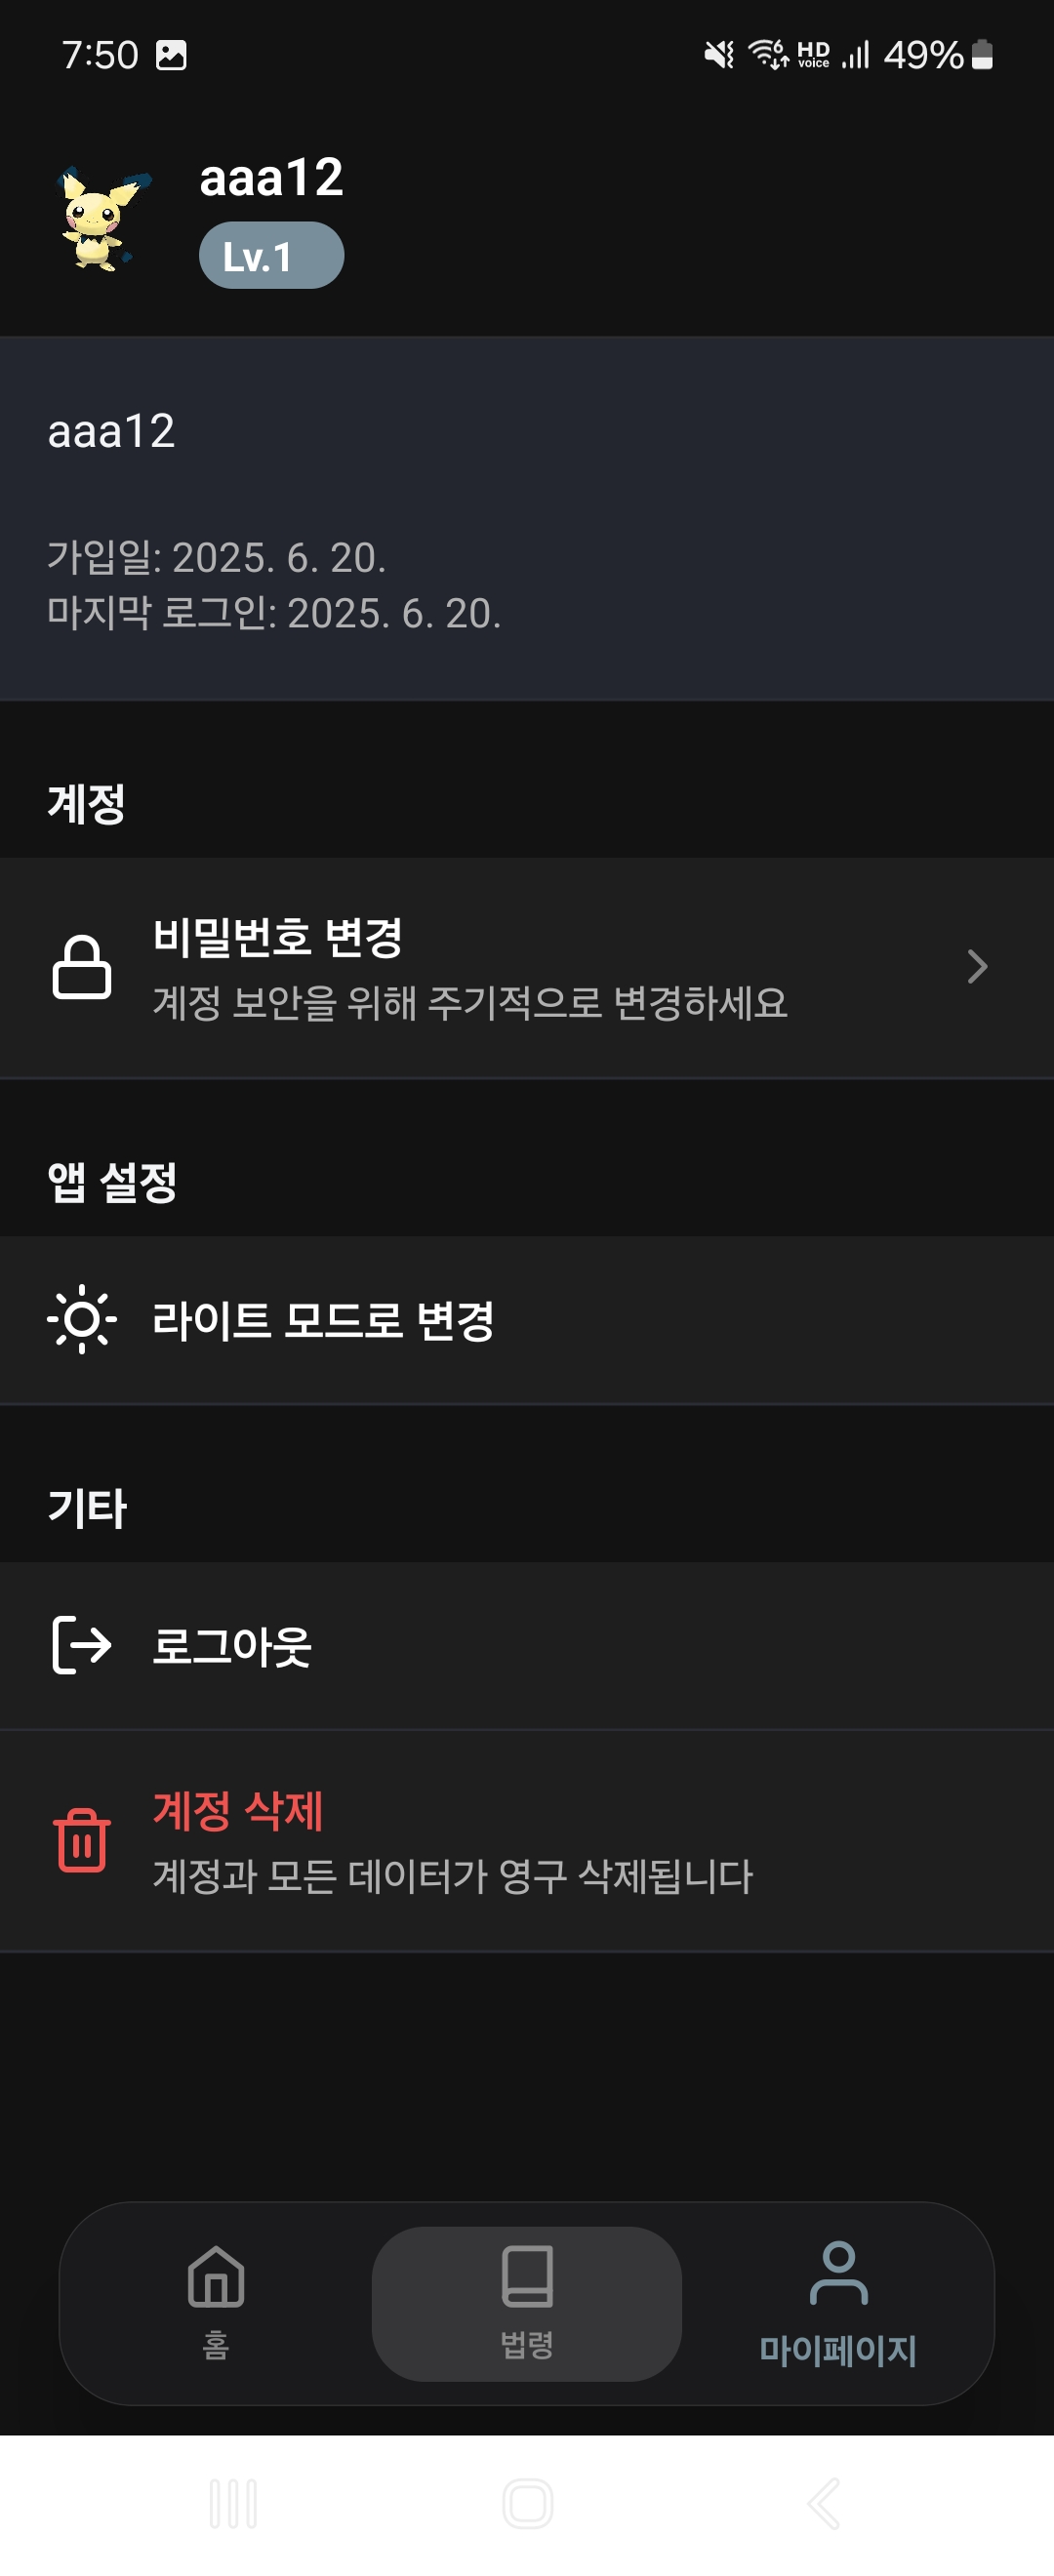 7:50
6 HD voice 49%
aaa12
Lv.1
aaa12
가입일: 2025. 6. 20.
마지막 로그인: 2025. 6. 20.
계정
비밀번호 변경
계정 보안을 위해 주기적으로 변경하세요
앱 설정
라이트 모드로 변경
기타
로그아웃
계정 삭제
계정과 모든 데이터가 영구 삭제됩니다
홈 법령 마이페이지